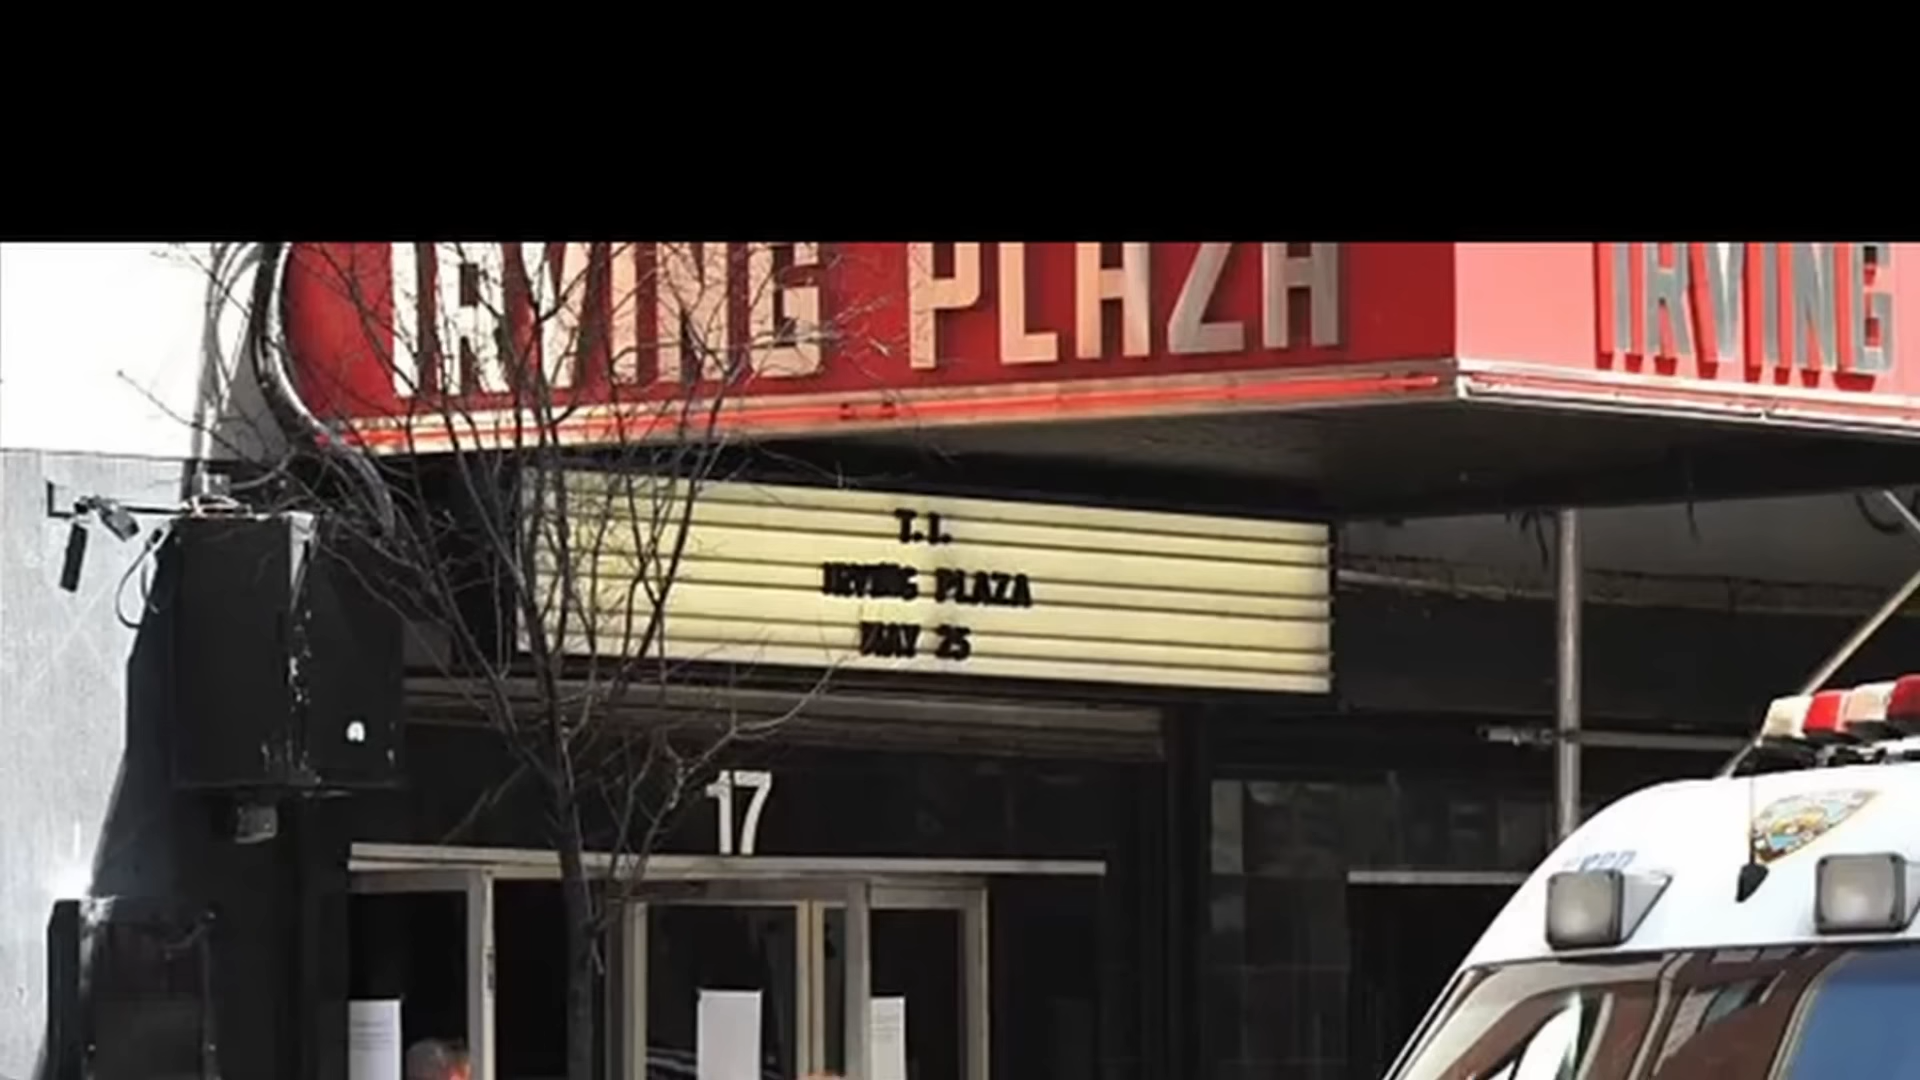 IRVING PLAZA
IRVING
T.I.
IRVING PLAZA
MAY 25
17